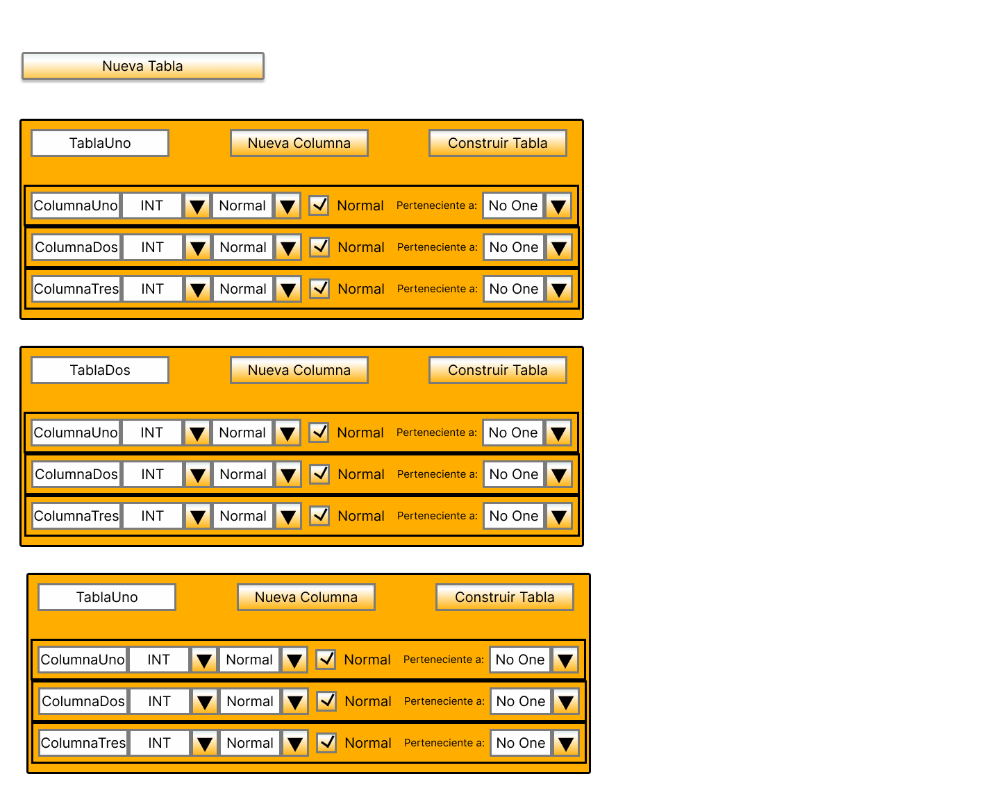 Nueva Tabla
TablaUno Nueva Columna Construir Tabla
ColumnaUno INT Normal Normal Perteneciente a: No One
ColumnaDos INT Normal Normal Perteneciente a: No One
ColumnaTres INT Normal Normal Perteneciente a: No One
TablaDos Nueva Columna Construir Tabla
ColumnaUno INT Normal Normal Perteneciente a: No One
ColumnaDos INT Normal Normal Perteneciente a: No One
ColumnaTres INT Normal Normal Perteneciente a: No One
TablaUno Nueva Columna Construir Tabla
ColumnaUno INT Normal Normal Perteneciente a: No One
ColumnaDos INT Normal Normal Perteneciente a: No One
ColumnaTres INT Normal Normal Perteneciente a: No One